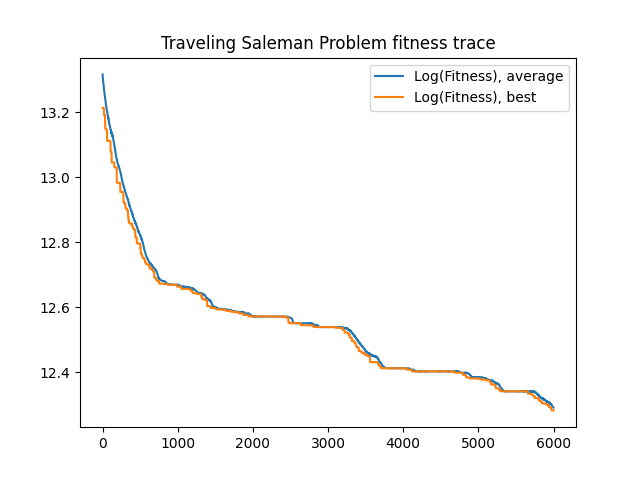 Traveling Saleman Problem fitness trace
Log(Fitness), average
Log(Fitness), best
13.2
13.0
12.8
12.6
12.4
0 1000 2000 3000 4000 5000 6000